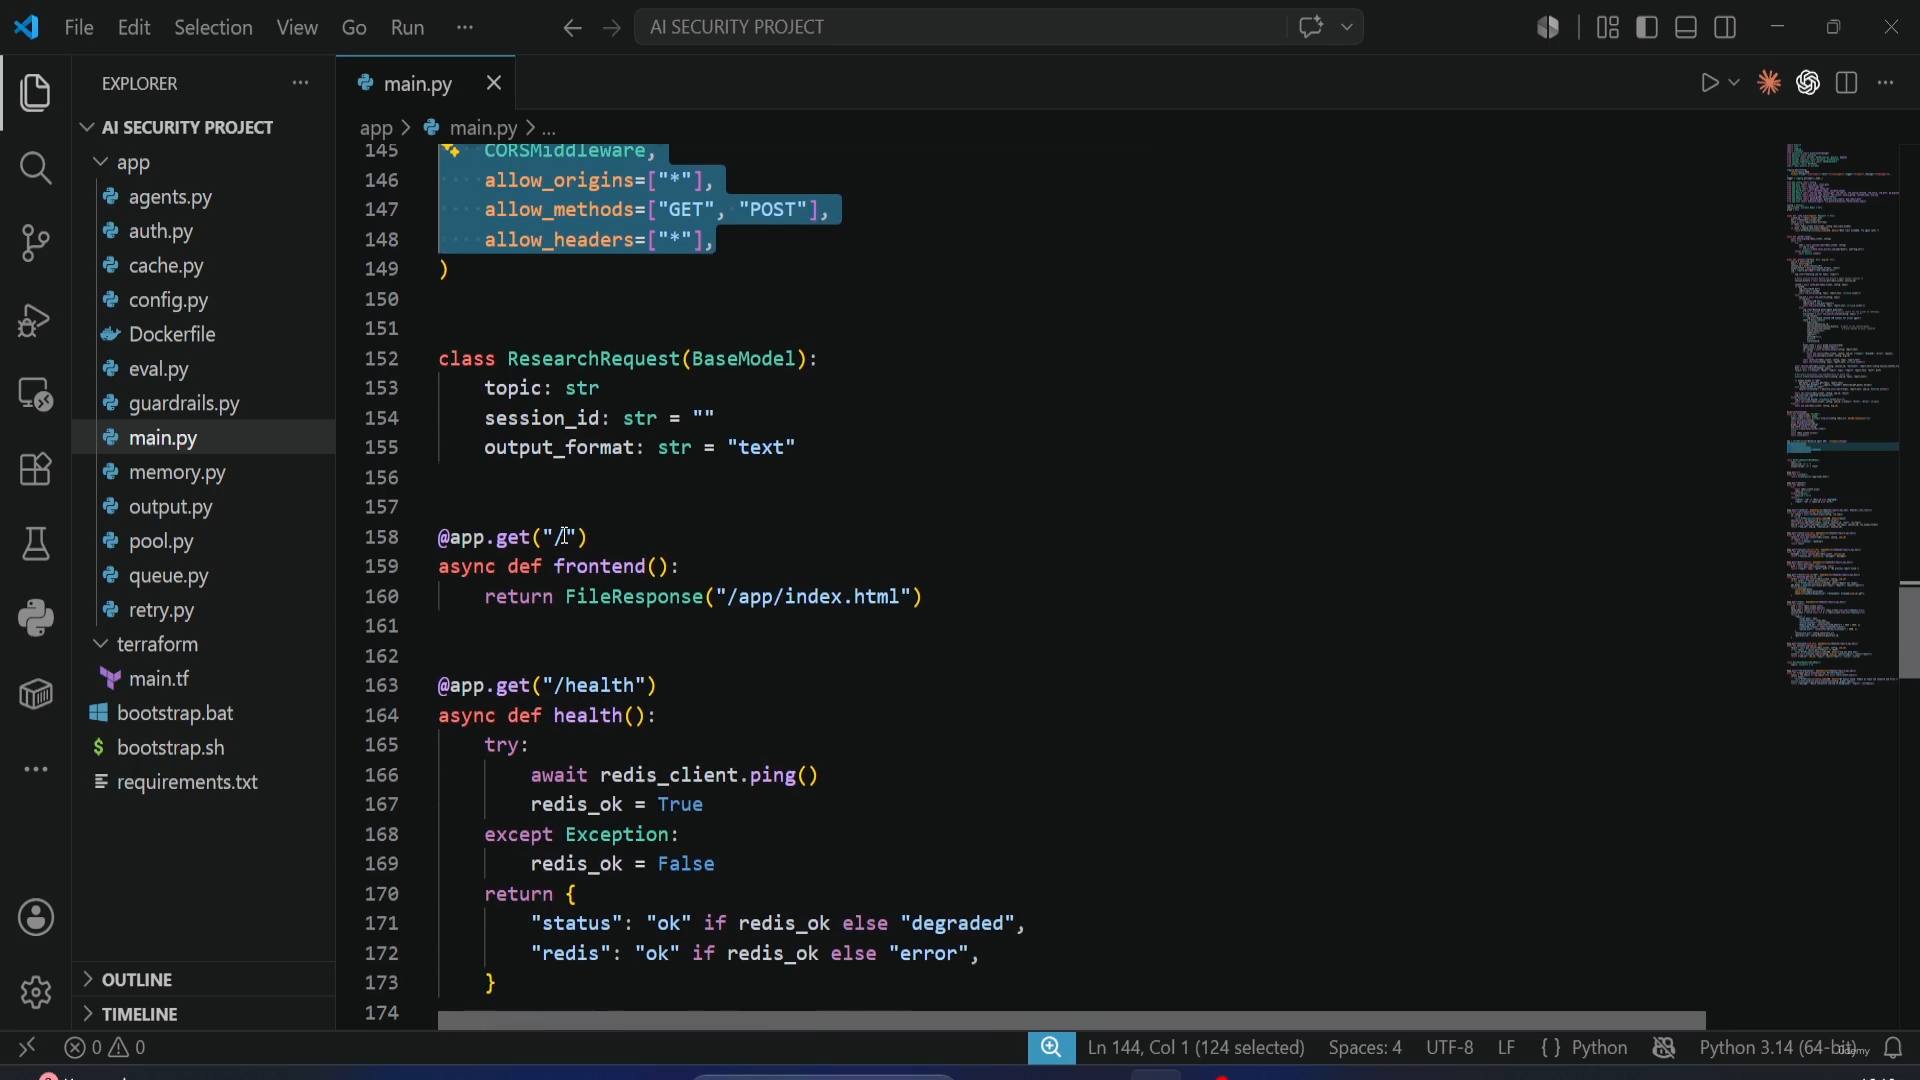 File Edit Selection View Go Run ··· AI SECURITY PROJECT
EXPLORER ···
main.py
AI SECURITY PROJECT
app > main.py > ...
app
agents.py
auth.py
cache.py
config.py
Dockerfile
eval.py
guardrails.py
main.py
memory.py
output.py
pool.py
queue.py
retry.py
terraform
main.tf
bootstrap.bat
$ bootstrap.sh
requirements.txt
OUTLINE
TIMELINE
145 CORSMiddleware,
146 allow_origins=["*"],
147 allow_methods=["GET", "POST"],
148 allow_headers=["*"],
149 )
150
151
152 class ResearchRequest(BaseModel):
153 topic: str
154 session_id: str = ""
155 output_format: str = "text"
156
157
158 @app.get("/")
159 async def frontend():
160 return FileResponse("/app/index.html")
161
162
163 @app.get("/health")
164 async def health():
165 try:
166 await redis_client.ping()
167 redis_ok = True
168 except Exception:
169 redis_ok = False
170 return {
171 "status": "ok" if redis_ok else "degraded",
172 "redis": "ok" if redis_ok else "error",
173 }
174
0 0 Ln 144, Col 1 (124 selected) Spaces: 4 UTF-8 LF { } Python Python 3.14 (64-bit)
udemy